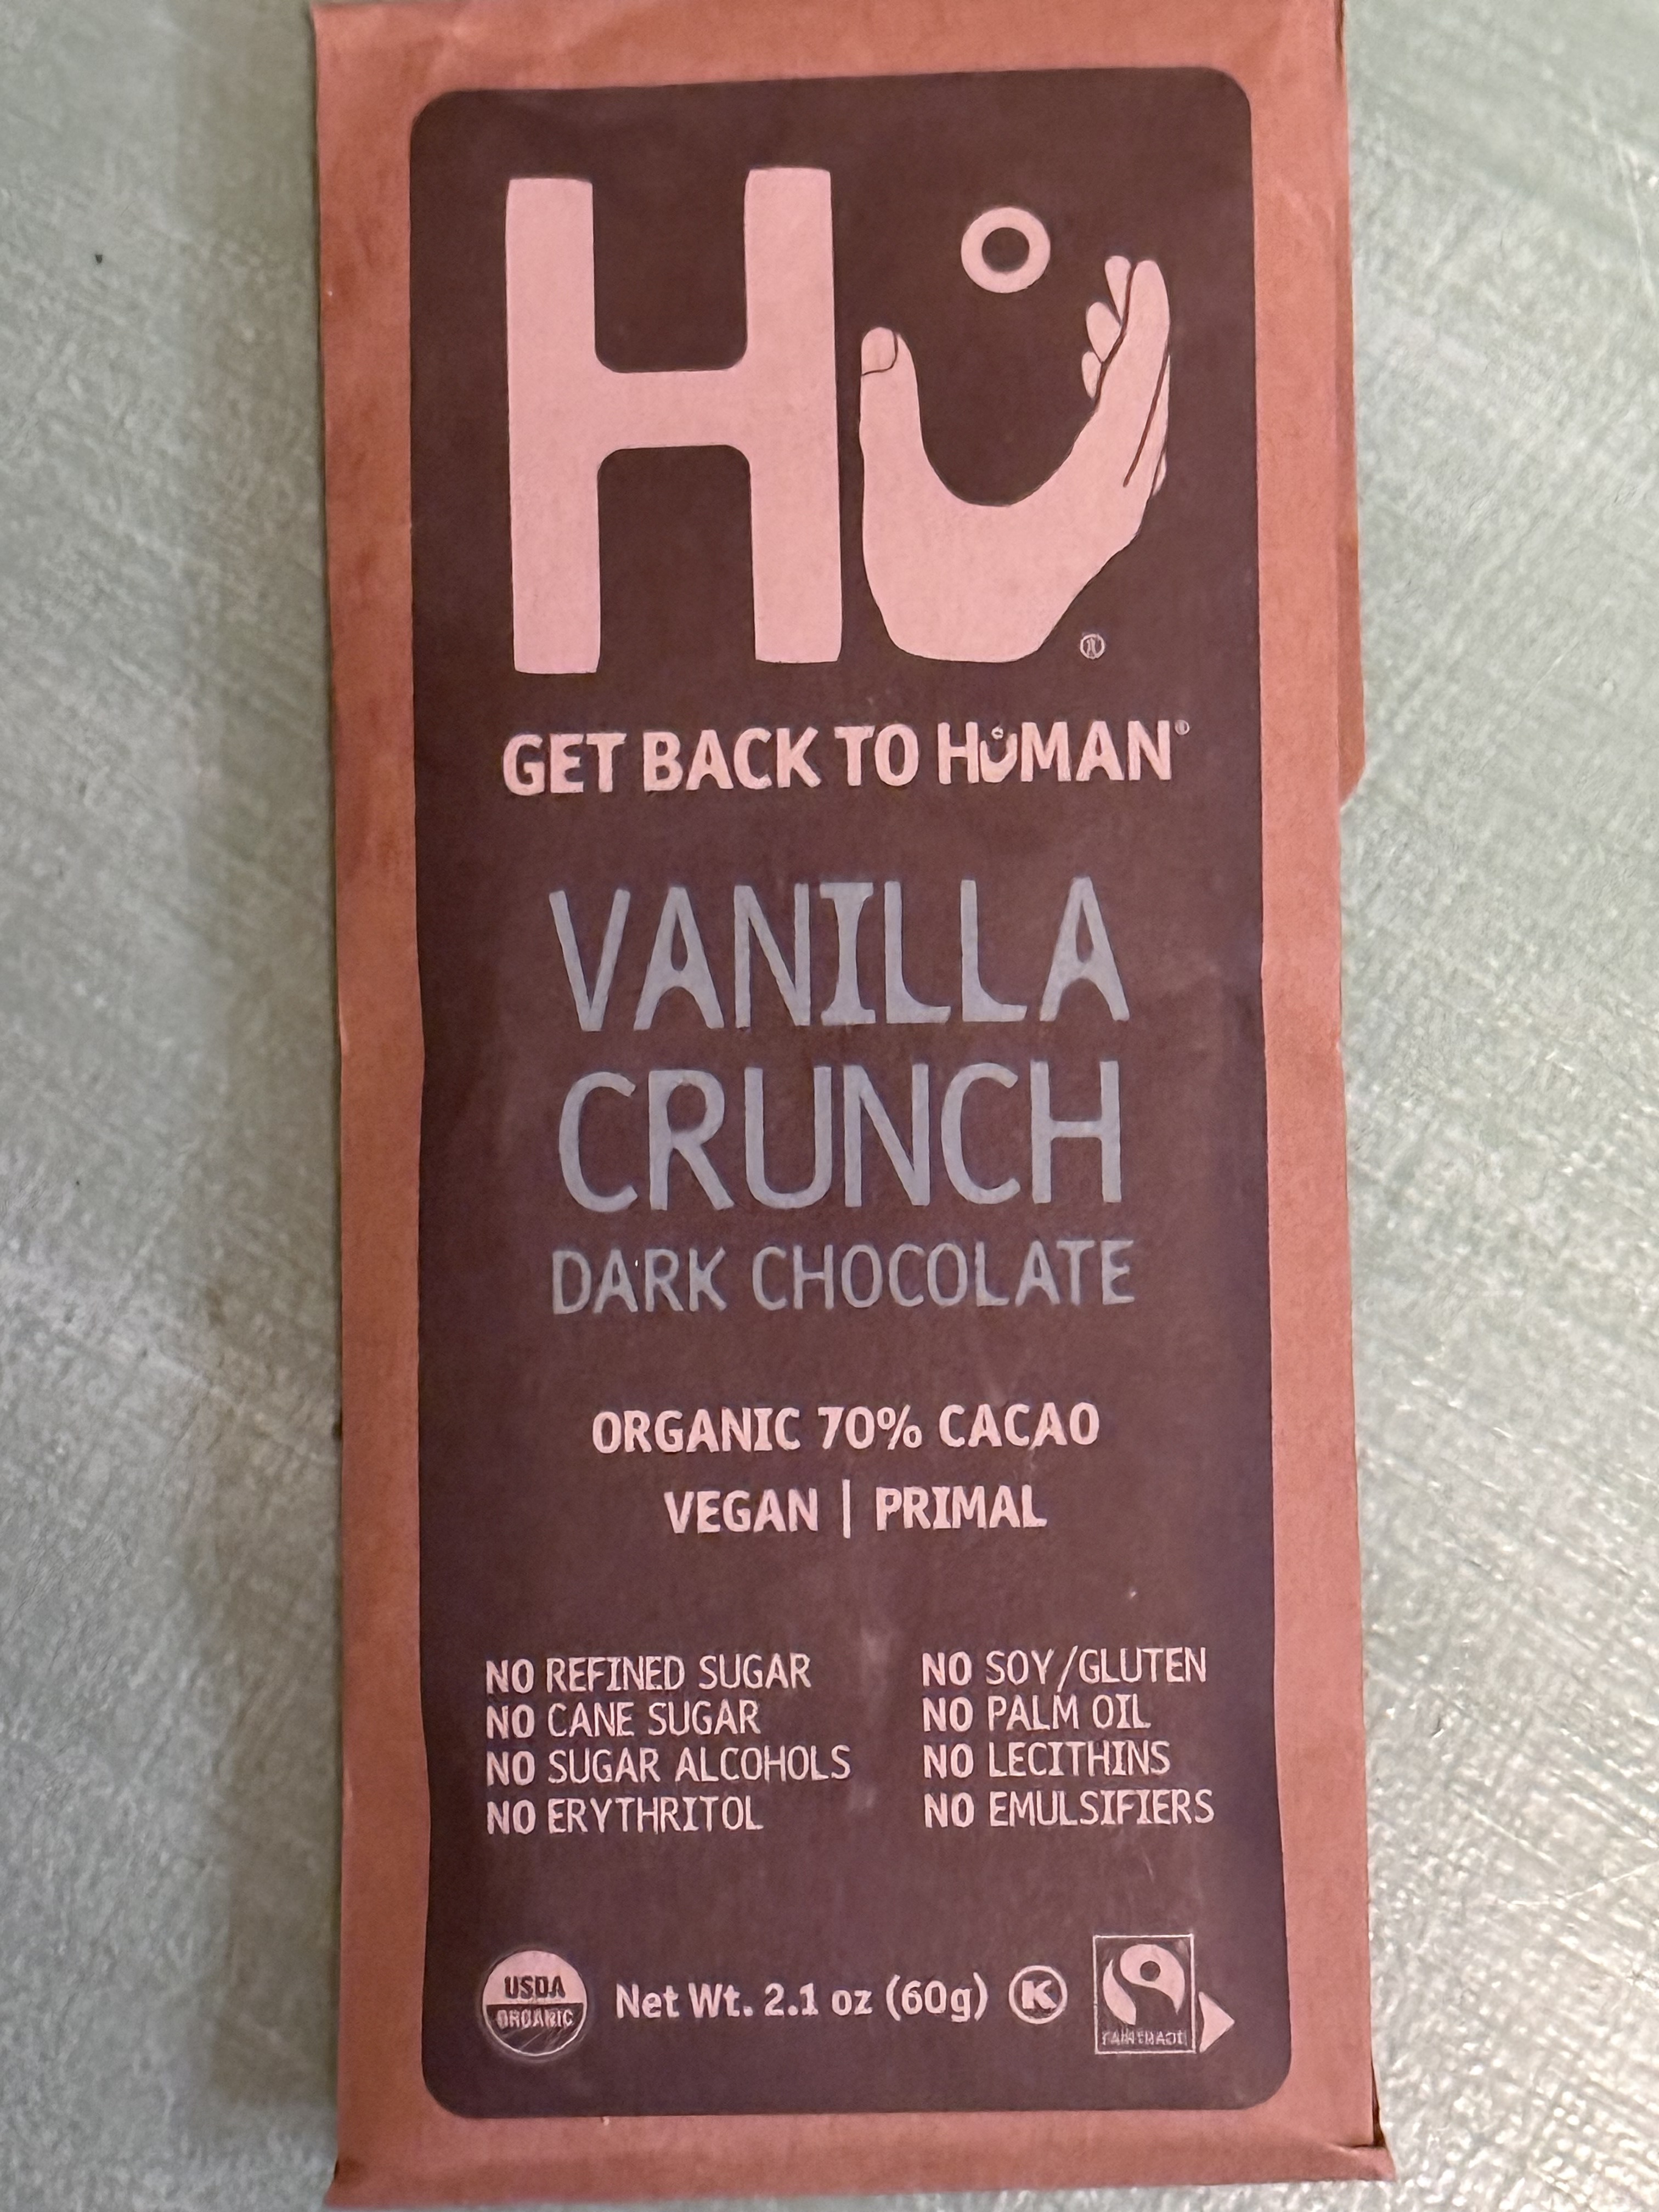 Hu
GET BACK TO HUMAN®
VANILLA
CRUNCH
DARK CHOCOLATE
ORGANIC 70% CACAO
VEGAN | PRIMAL
NO REFINED SUGAR
NO CANE SUGAR
NO SUGAR ALCOHOLS
NO ERYTHRITOL
NO SOY/GLUTEN
NO PALM OIL
NO LECITHINS
NO EMULSIFIERS
USDA
ORGANIC
Net Wt. 2.1 oz (60g)
K
FAIRTRADE